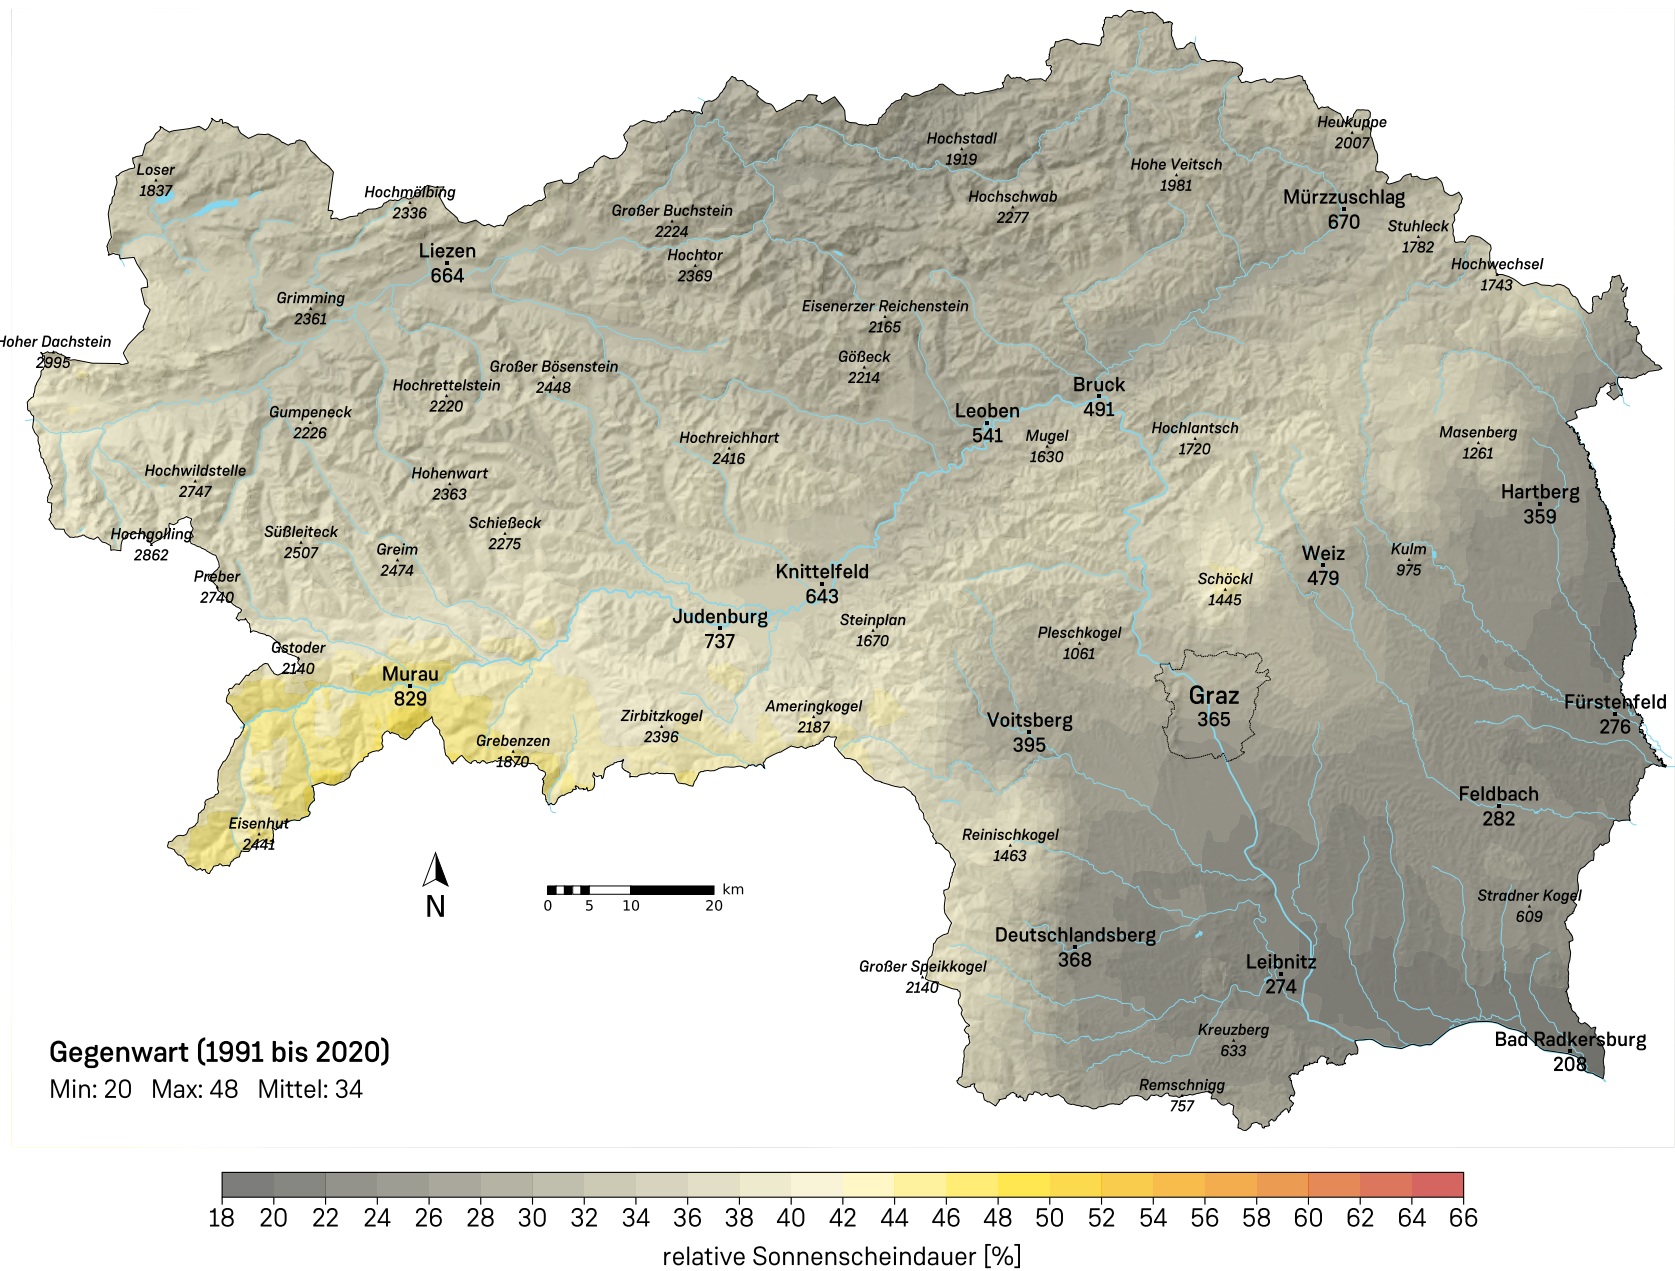 Heukuppe
2007
Hochstadl
1919
Loser
1837
Hohe Veitsch
1981
Hochmölbing
2336
Hochschwab
2277
Mürzzuschlag
670
Großer Buchstein
2224
Stuhleck
1782
Liezen
664
Hochtor
2369
Hochwechsel
1743
Grimming
2361
Eisenerzer Reichenstein
2165
Hoher Dachstein
2995
Großer Bösenstein
2448
Gößeck
2214
Hochrettelstein
2220
Bruck
491
Gumpeneck
2226
Leoben
541
Hochreichhart
2416
Mugel
1630
Hochlantsch
1720
Masenberg
1261
Hochwildstelle
2747
Hohenwart
2363
Hartberg
359
Hochgolling
2862
Süßleiteck
2507
Schießeck
2275
Greim
2474
Weiz
479
Kulm
975
Preber
2740
Knittelfeld
643
Schöckl
1445
Judenburg
737
Steinplan
1670
Pleschkogel
1061
Gstoder
2140
Murau
829
Graz
365
Fürstenfeld
276
Zirbitzkogel
2396
Ameringkogel
2187
Voitsberg
395
Grebenzen
1870
Feldbach
282
Eisenhut
2441
Reinischkogel
1463
N
km
0 5 10 20
Stradner Kogel
609
Deutschlandsberg
368
Großer Speikkogel
2140
Leibnitz
274
Kreuzberg
633
Bad Radkersburg
208
Remschnigg
757
Gegenwart (1991 bis 2020)
Min: 20 Max: 48 Mittel: 34
18 20 22 24 26 28 30 32 34 36 38 40 42 44 46 48 50 52 54 56 58 60 62 64 66
relative Sonnenscheindauer [%]